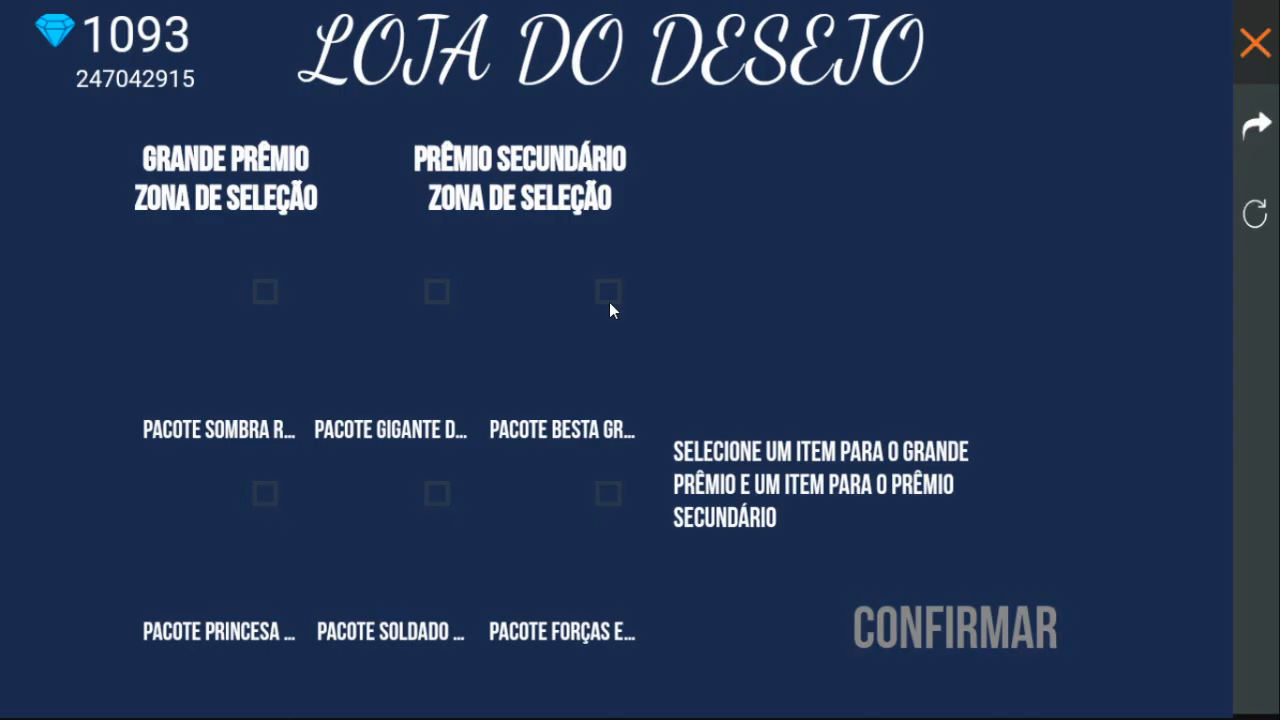 1093
247042915
LOJA DO DESEJO
GRANDE PRÊMIO
ZONA DE SELEÇÃO
PRÊMIO SECUNDÁRIO
ZONA DE SELEÇÃO
PACOTE SOMBRA R...
PACOTE GIGANTE D...
PACOTE BESTA GR...
PACOTE PRINCESA ...
PACOTE SOLDADO ...
PACOTE FORÇAS E...
SELECIONE UM ITEM PARA O GRANDE
PRÊMIO E UM ITEM PARA O PRÊMIO
SECUNDÁRIO
CONFIRMAR